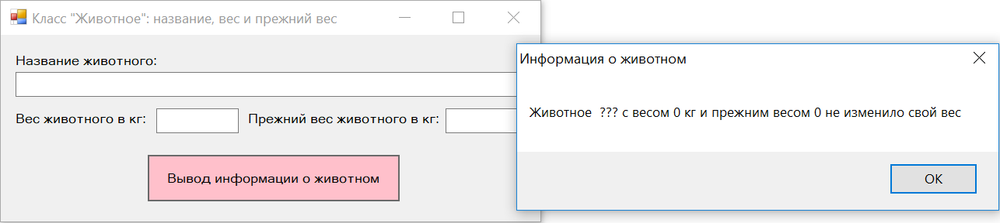 Класс "Животное": название, вес и прежний вес
Название животного:
Вес животного в кг:
Прежний вес животного в кг:
Вывод информации о животном
Информация о животном
Животное  ??? с весом 0 кг и прежним весом 0 не изменило свой вес
OK